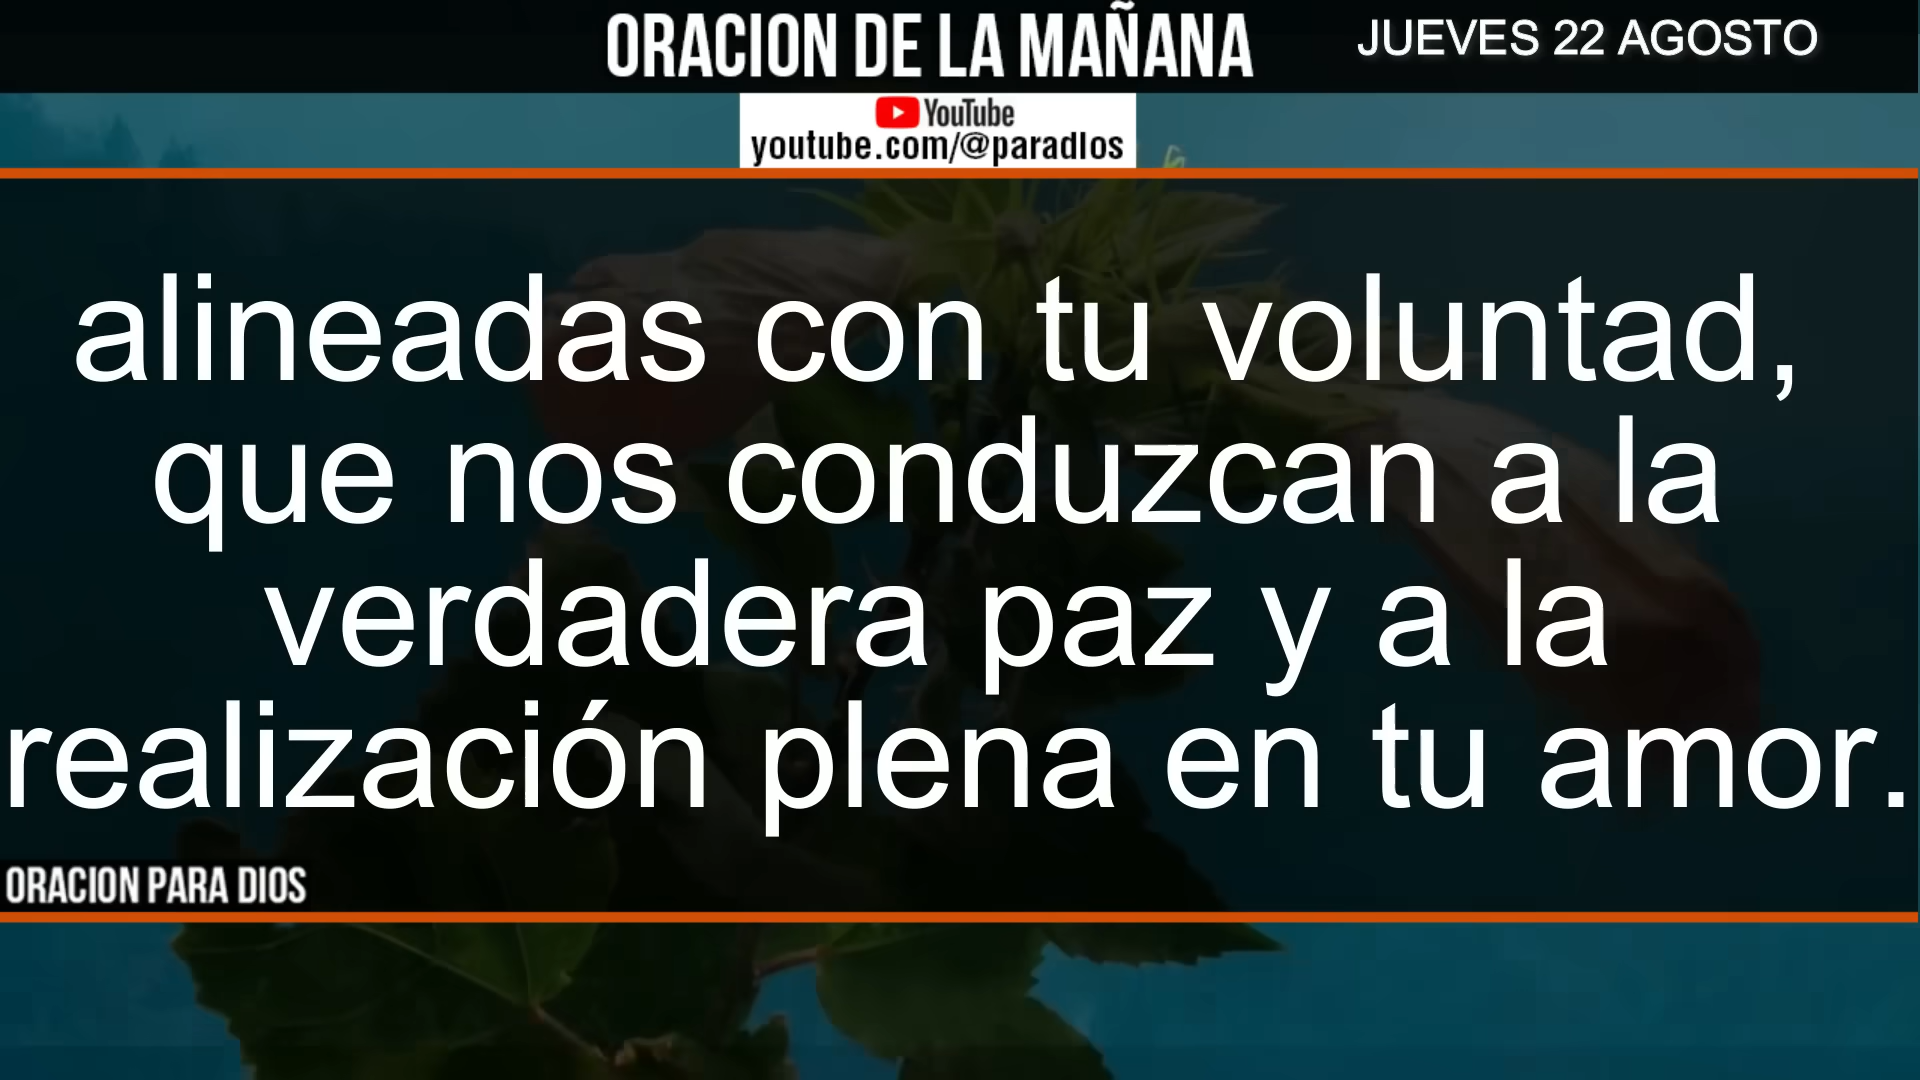 ORACION DE LA MAÑANA
JUEVES 22 AGOSTO
YouTube
youtube.com/@paradIos
alineadas con tu voluntad,
que nos conduzcan a la
verdadera paz y a la
realización plena en tu amor.
ORACION PARA DIOS